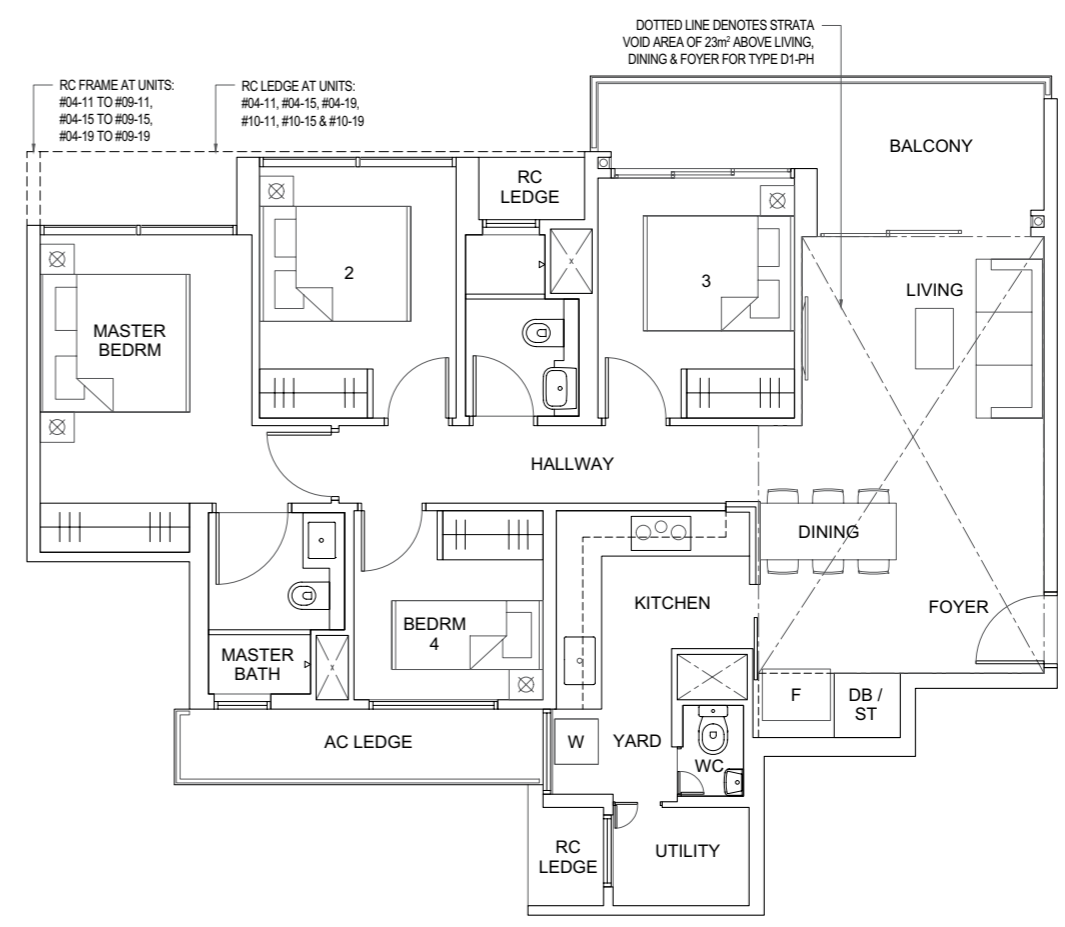 DOTTED LINE DENOTES STRATA
VOID AREA OF 23m² ABOVE LIVING,
DINING & FOYER FOR TYPE D1-PH
RC FRAME AT UNITS:
#04-11 TO #09-11,
#04-15 TO #09-15,
#04-19 TO #09-19
RC LEDGE AT UNITS:
#04-11, #04-15, #04-19,
#10-11, #10-15 & #10-19
BALCONY
RC
LEDGE
2
3
LIVING
MASTER
BEDRM
HALLWAY
DINING
KITCHEN
FOYER
BEDRM
4
MASTER
BATH
F
DB /
ST
AC LEDGE
W
YARD
WC
RC
LEDGE
UTILITY